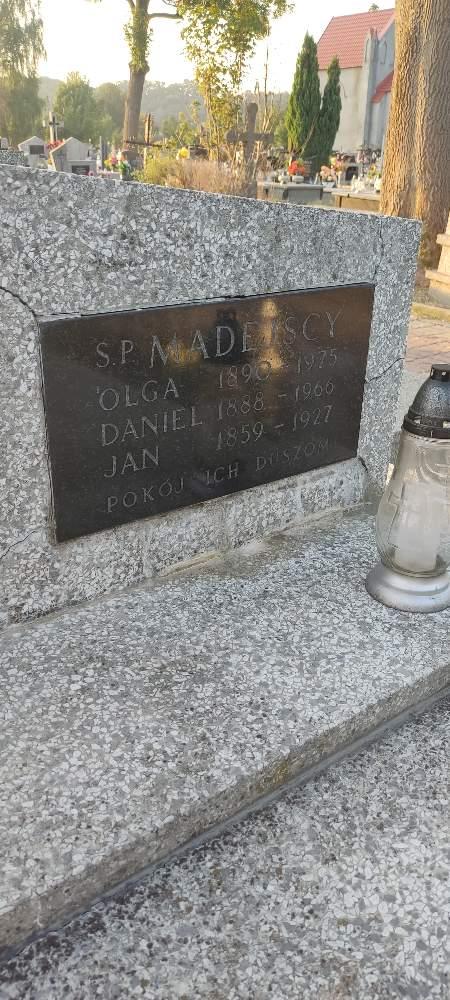 S.P. MADEJSCY
OLGA 1890 - 1975
DANIEL 1888 - 1966
JAN 1859 - 1927
POKÓJ ICH DUSZOM